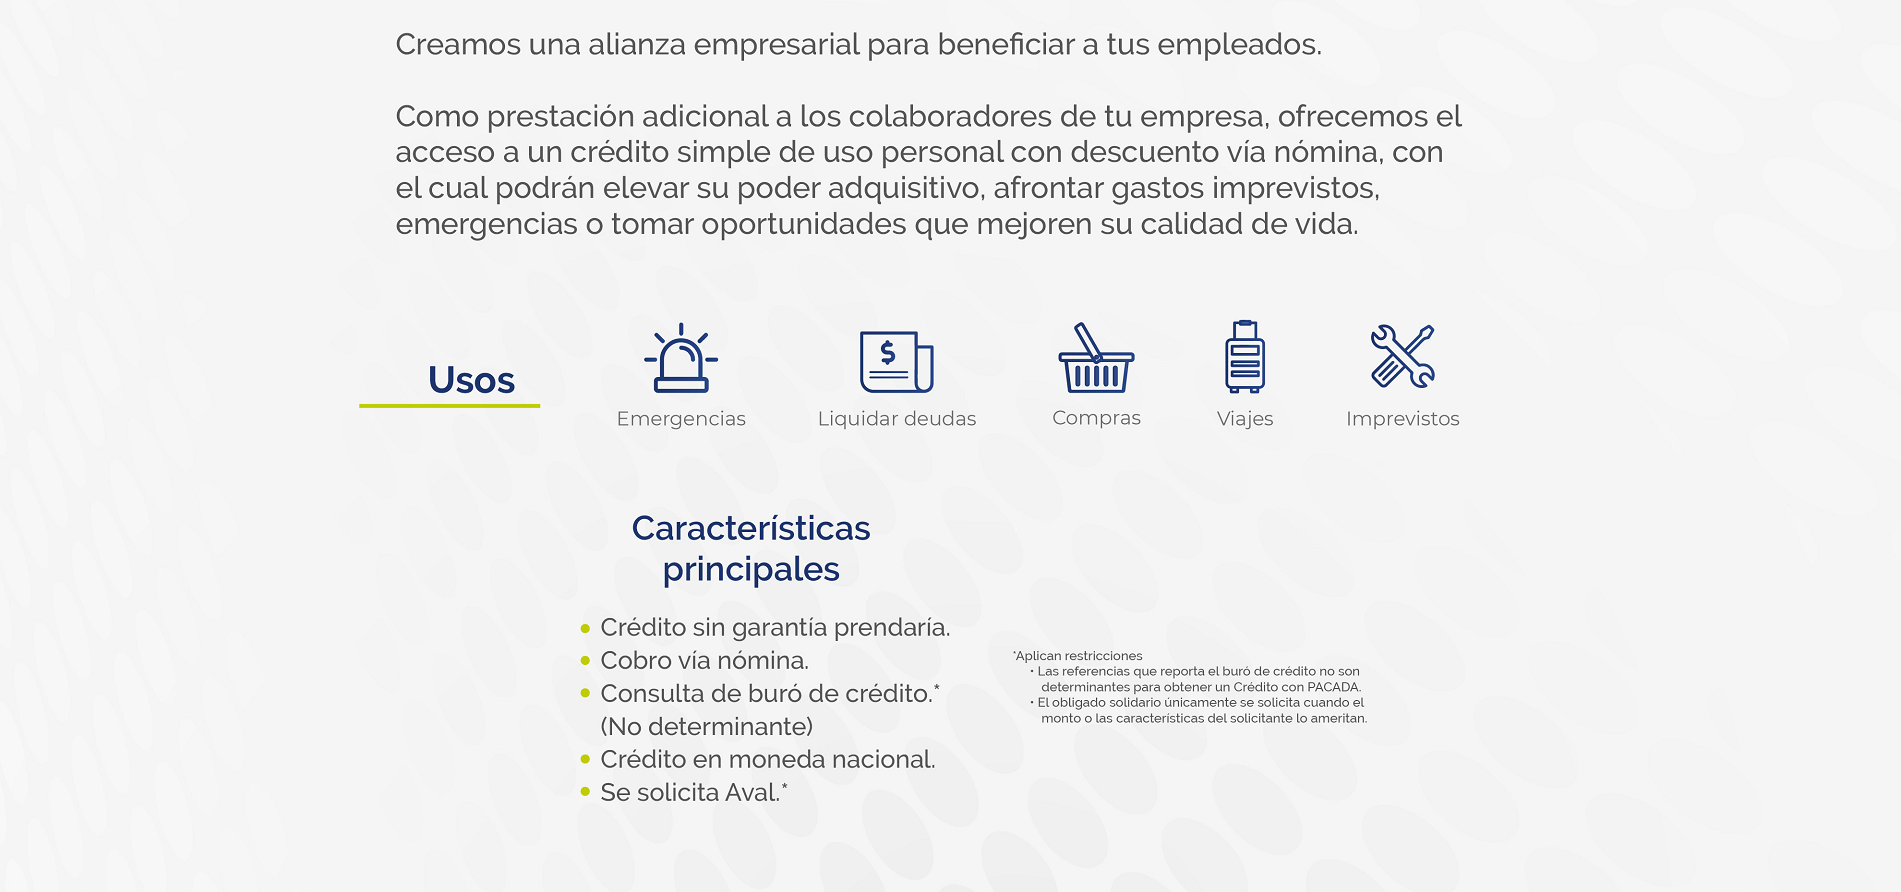 Creamos una alianza empresarial para beneficiar a tus empleados.
Como prestación adicional a los colaboradores de tu empresa, ofrecemos el
acceso a un crédito simple de uso personal con descuento vía nómina, con
el cual podrán elevar su poder adquisitivo, afrontar gastos imprevistos,
emergencias o tomar oportunidades que mejoren su calidad de vida.
Usos
$
Emergencias
Liquidar deudas
Compras
Viajes
Imprevistos
Características
principales
• Crédito sin garantía prendaría.
• Cobro vía nómina.
• Consulta de buró de crédito.*
(No determinante)
• Crédito en moneda nacional.
• Se solicita Aval.*
*Aplican restricciones
• Las referencias que reporta el buró de crédito no son
determinantes para obtener un Crédito con PACADA.
• El obligado solidario únicamente se solicita cuando el
monto o las características del solicitante lo ameritan.